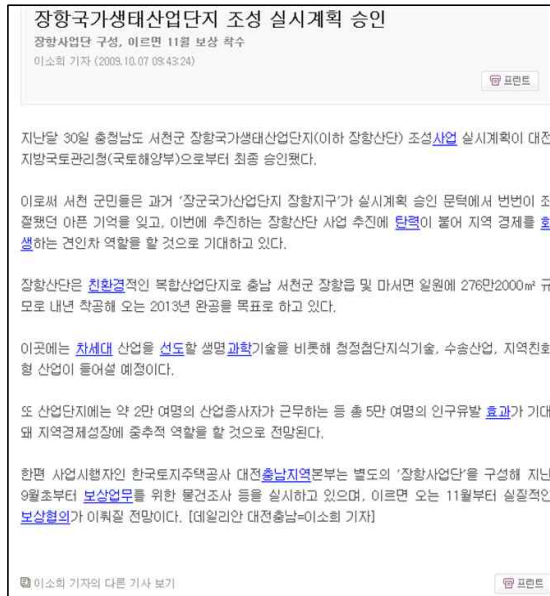 장항국가생태산업단지 조성 실시계획 승인
장항사업단 구성, 이르면 11월 보상 착수
이소희 기자 (2009.10.07 09:43:24)
프린트
지난달 30일 충청남도 서천군 장항국가생태산업단지(이하 장항산단) 조성사업 실시계획이 대전
지방국토관리청(국토해양부)으로부터 최종 승인됐다.
이로써 서천 군민들은 과거 '장군국가산업단지 장항지구'가 실시계획 승인 문턱에서 번번이 조
절됐던 아픈 기억을 잊고, 이번에 추진하는 장항산단 사업 추진에 탄력이 붙어 지역 경제를 회
생하는 견인차 역할을 할 것으로 기대하고 있다.
장항산단은 친환경적인 복합산업단지로 충남 서천군 장항읍 및 마서면 일원에 276만2000㎡ 규
모로 내년 착공해 오는 2013년 완공을 목표로 하고 있다.
이곳에는 차세대 산업을 선도할 생명과학기술을 비롯해 청정첨단지식기술, 수송산업, 지역친화
형 산업이 들어설 예정이다.
또 산업단지에는 약 2만 여명의 산업종사자가 근무하는 등 총 5만 여명의 인구유발 효과가 기대
돼 지역경제성장에 중추적 역할을 할 것으로 전망된다.
한편 사업시행자인 한국토지주택공사 대전충남지역본부는 별도의 '장항사업단'을 구성해 지난
9월초부터 보상업무를 위한 물건조사 등을 실시하고 있으며, 이르면 오는 11월부터 실질적인
보상협의가 이뤄질 전망이다. [데일리안 대전충남=이소희 기자]
이소희 기자의 다른 기사 보기
프린트